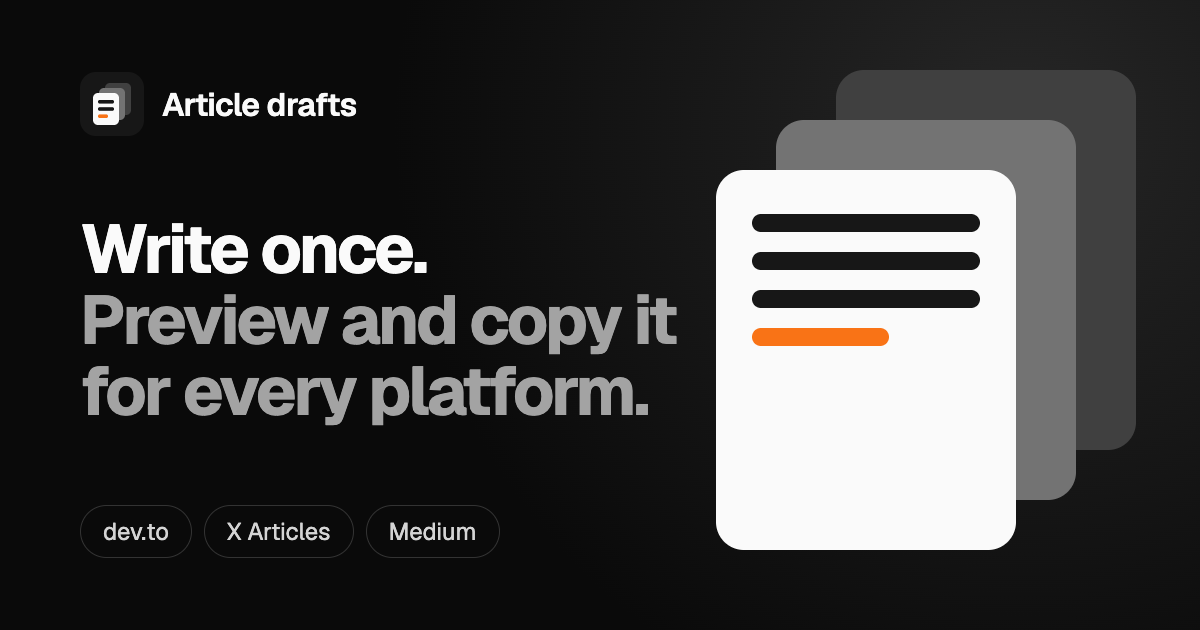 Article drafts
Write once.
Preview and copy it
for every platform.
dev.to
X Articles
Medium